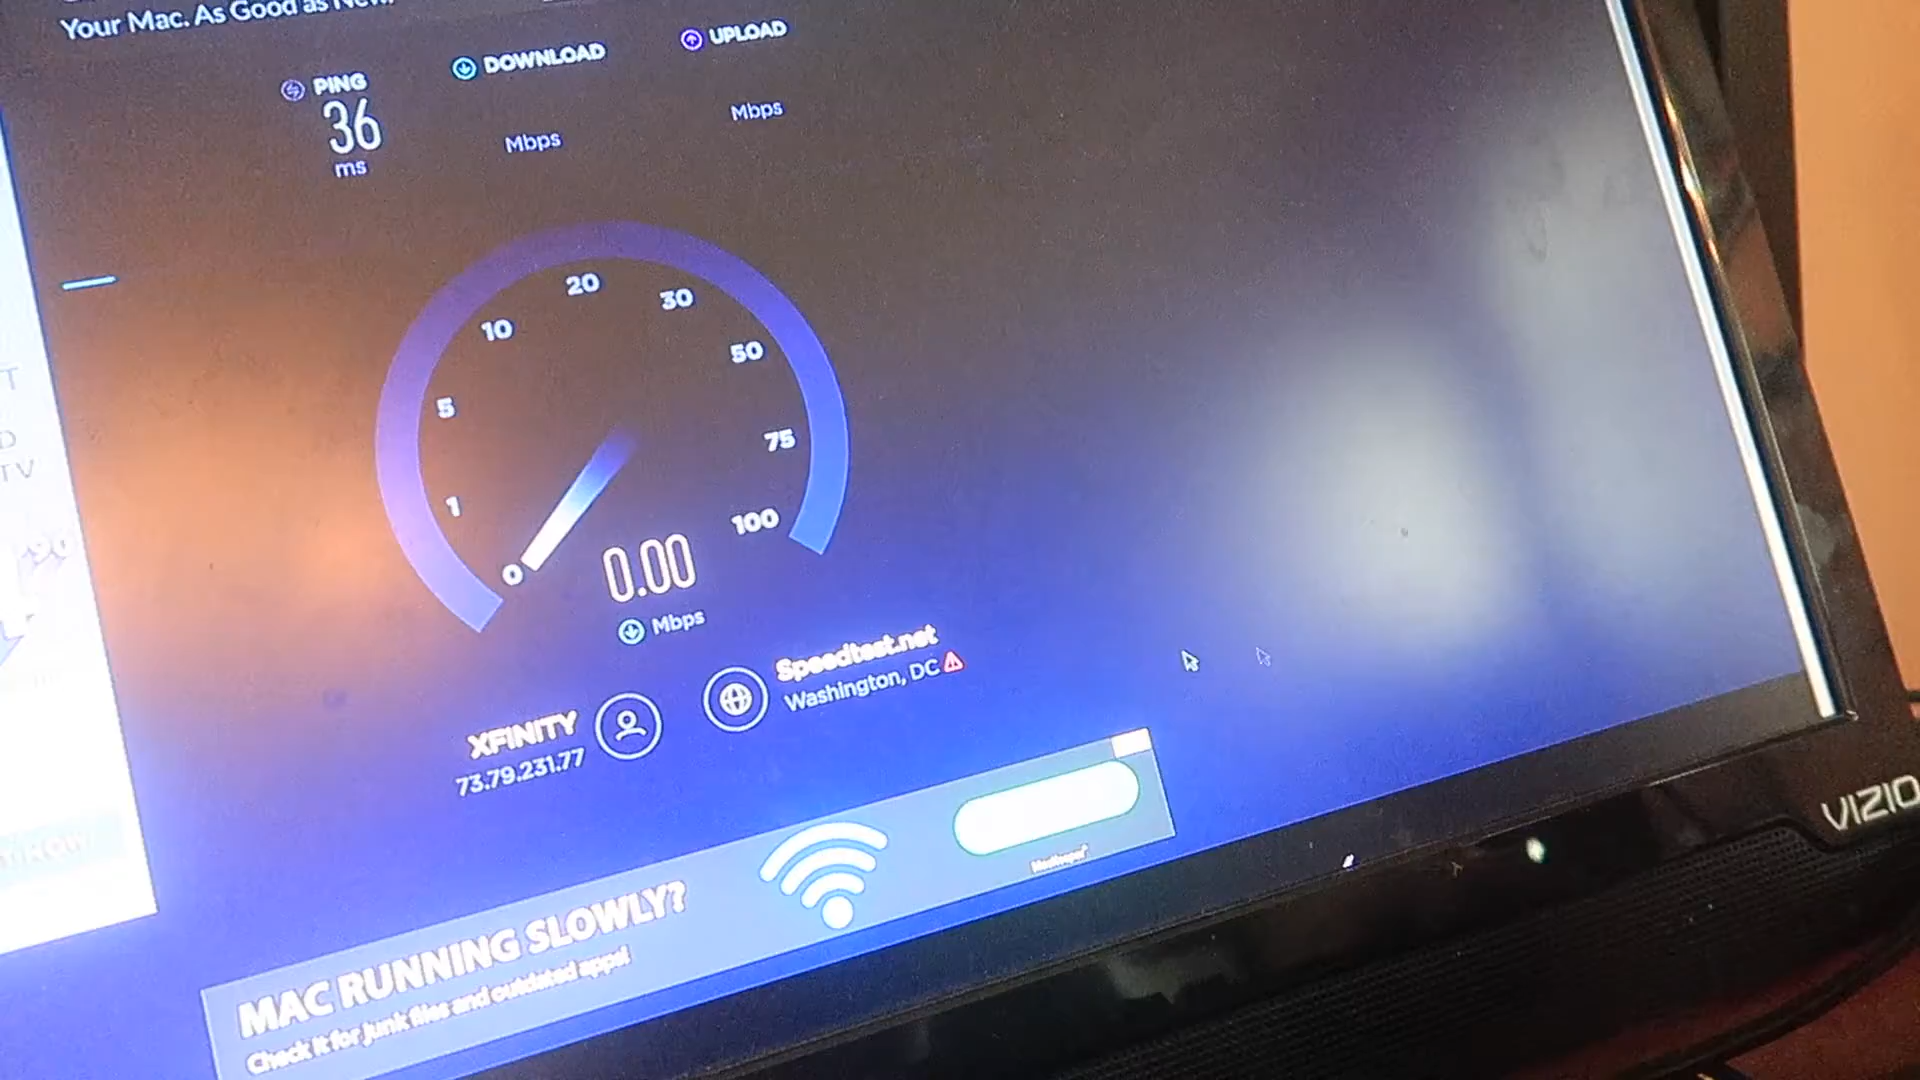 Your Mac. As Good as New.
PING
36
ms
DOWNLOAD
Mbps
UPLOAD
Mbps
0
1
5
10
20
30
50
75
100
0.00
Mbps
XFINITY
73.79.231.77
Speedtest.net
Washington, DC
MAC RUNNING SLOWLY?
Check it for junk files and outdated apps!
T
D
TV
NOW
VIZIO